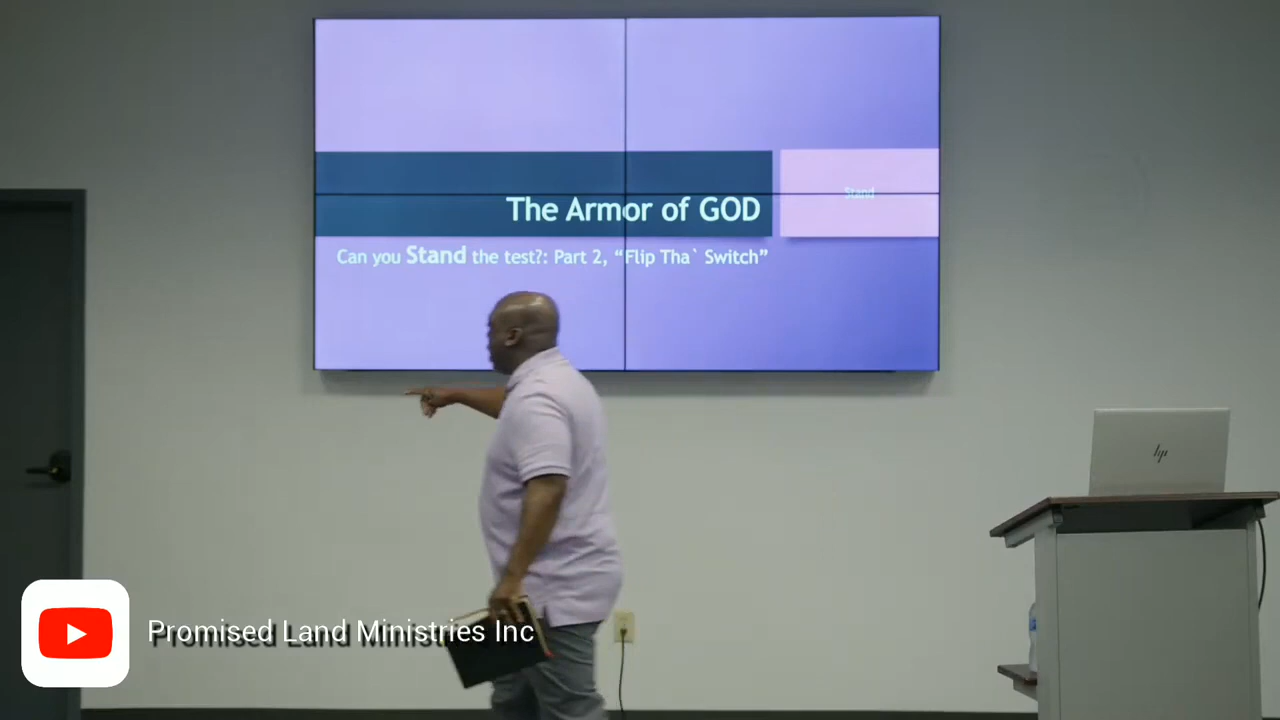 The Armor of GOD
Stand
Can you Stand the test?: Part 2, “Flip Tha` Switch”
hp
Promised Land Ministries Inc